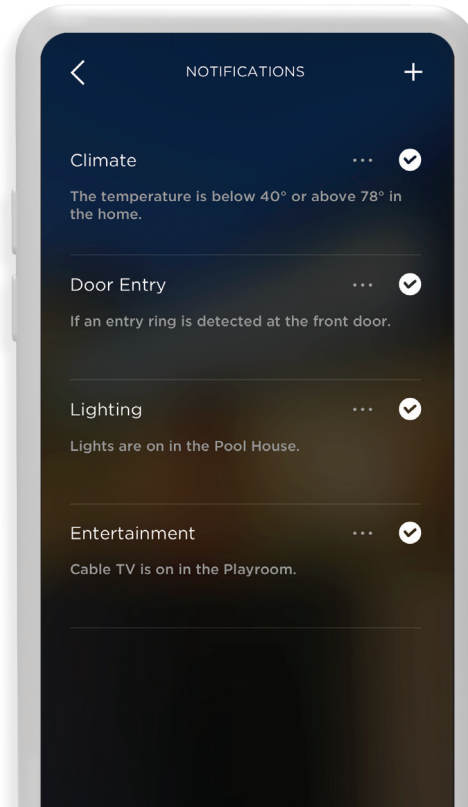 NOTIFICATIONS
Climate
The temperature is below 40° or above 78° in
the home.
Door Entry
If an entry ring is detected at the front door.
Lighting
Lights are on in the Pool House.
Entertainment
Cable TV is on in the Playroom.